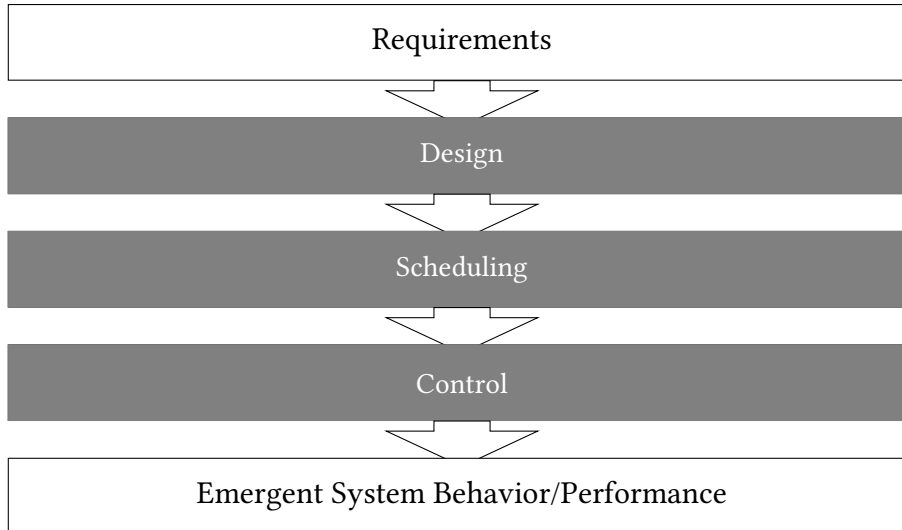 Requirements
Design
Scheduling
Control
Emergent System Behavior/Performance